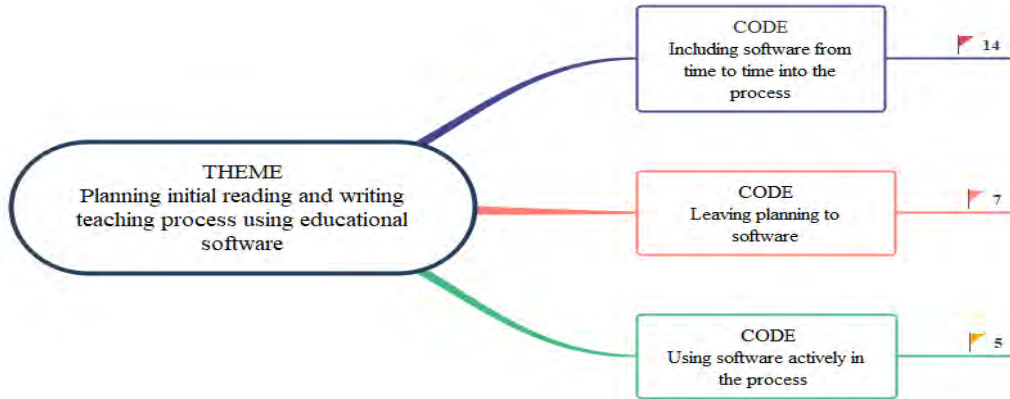 THEME
Planning initial reading and writing
teaching process using educational
software
CODE
Including software from
time to time into the
process
14
CODE
Leaving planning to
software
7
CODE
Using software actively in
the process
5